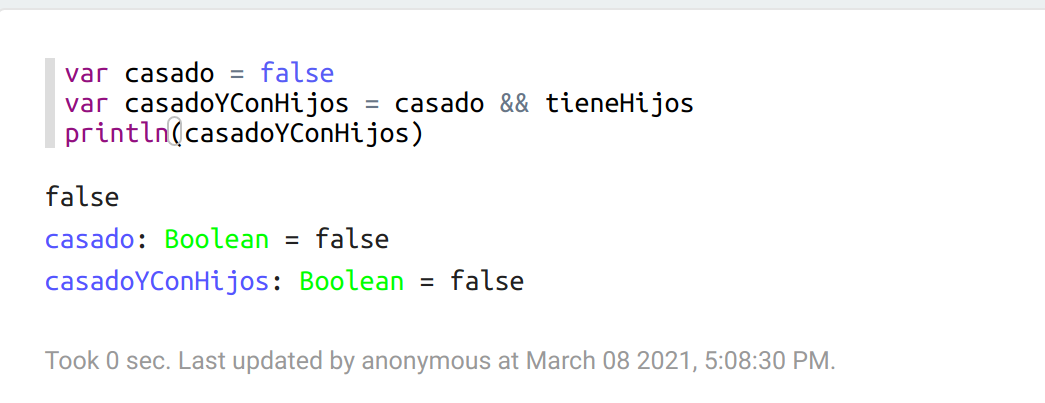 var casado = false
var casadoYConHijos = casado && tieneHijos
println(casadoYConHijos)
false
casado: Boolean = false
casadoYConHijos: Boolean = false
Took 0 sec. Last updated by anonymous at March 08 2021, 5:08:30 PM.